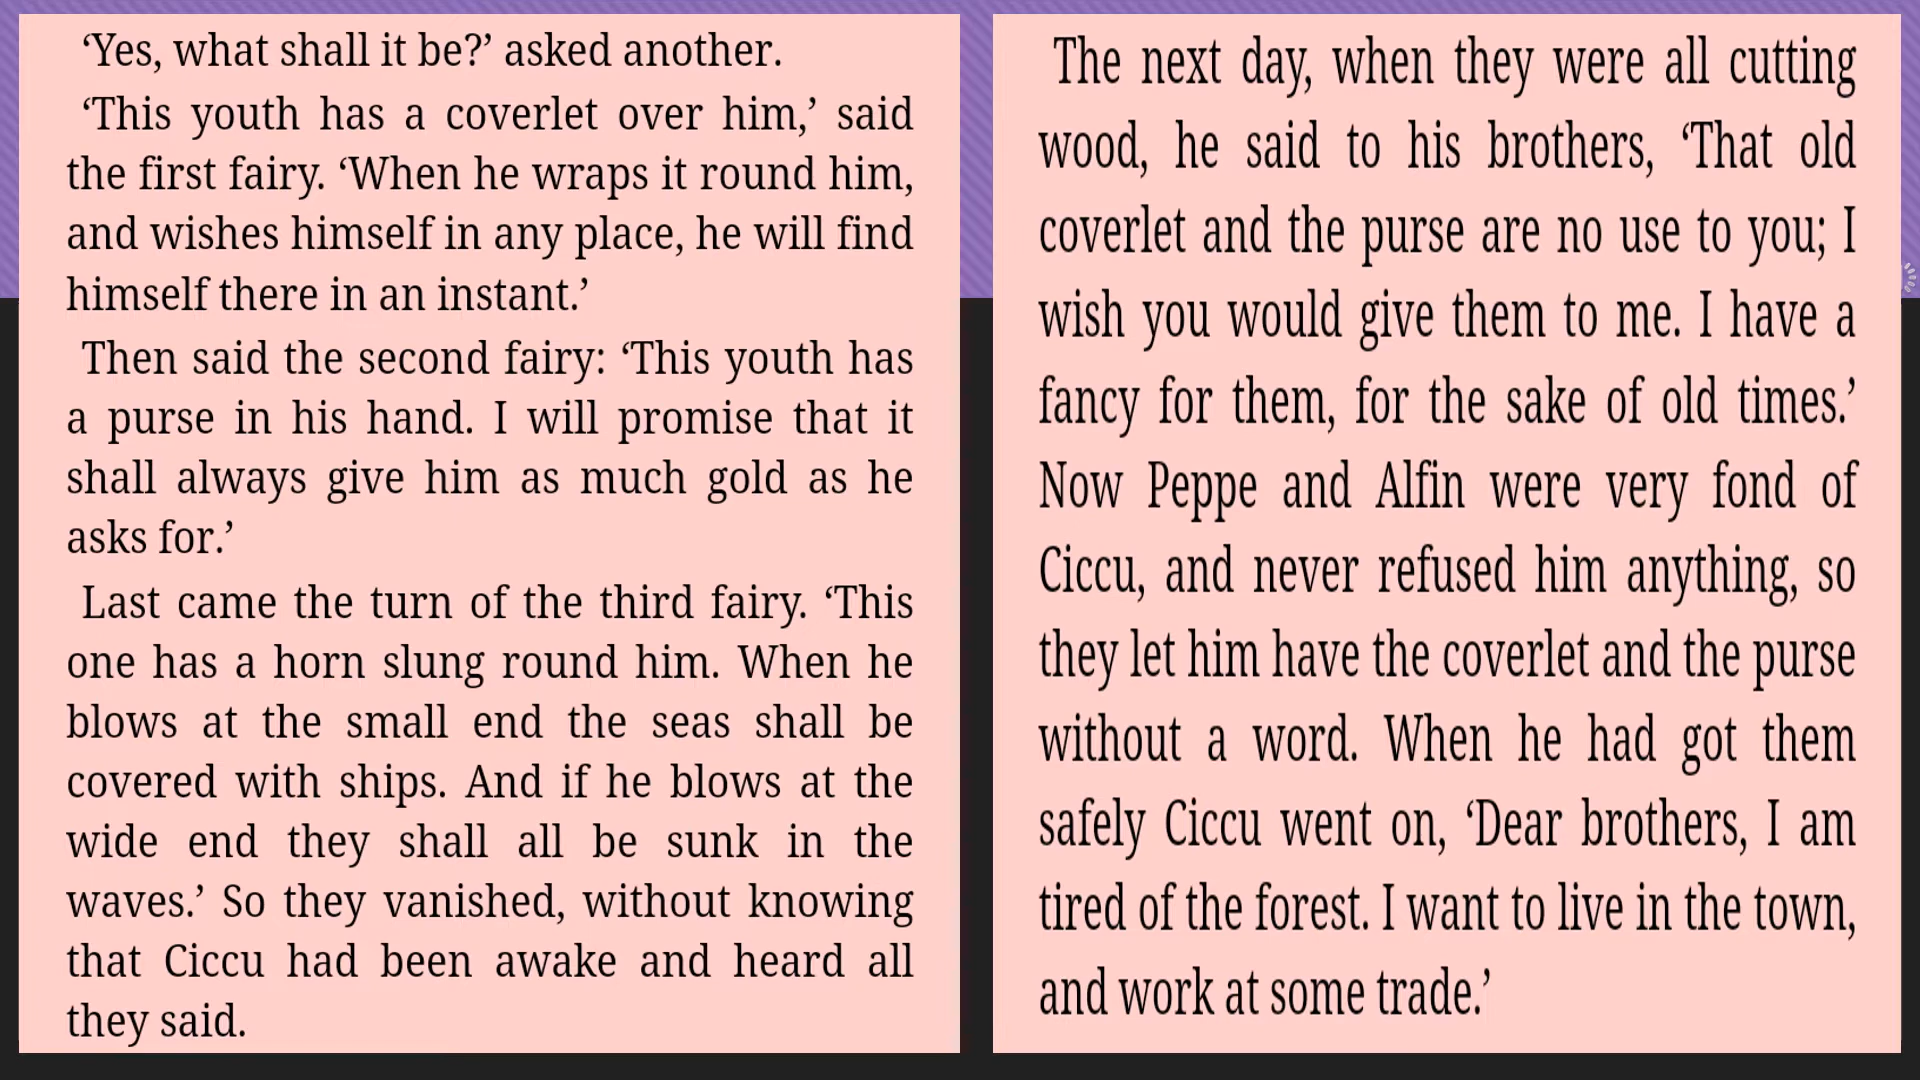 ‘Yes, what shall it be?’ asked another.
‘This youth has a coverlet over him,’ said
the first fairy. ‘When he wraps it round him,
and wishes himself in any place, he will find
himself there in an instant.’
Then said the second fairy: ‘This youth has
a purse in his hand. I will promise that it
shall always give him as much gold as he
asks for.’
Last came the turn of the third fairy. ‘This
one has a horn slung round him. When he
blows at the small end the seas shall be
covered with ships. And if he blows at the
wide end they shall all be sunk in the
waves.’ So they vanished, without knowing
that Ciccu had been awake and heard all
they said.
The next day, when they were all cutting
wood, he said to his brothers, ‘That old
coverlet and the purse are no use to you; I
wish you would give them to me. I have a
fancy for them, for the sake of old times.’
Now Peppe and Alfin were very fond of
Ciccu, and never refused him anything, so
they let him have the coverlet and the purse
without a word. When he had got them
safely Ciccu went on, ‘Dear brothers, I am
tired of the forest. I want to live in the town,
and work at some trade.’